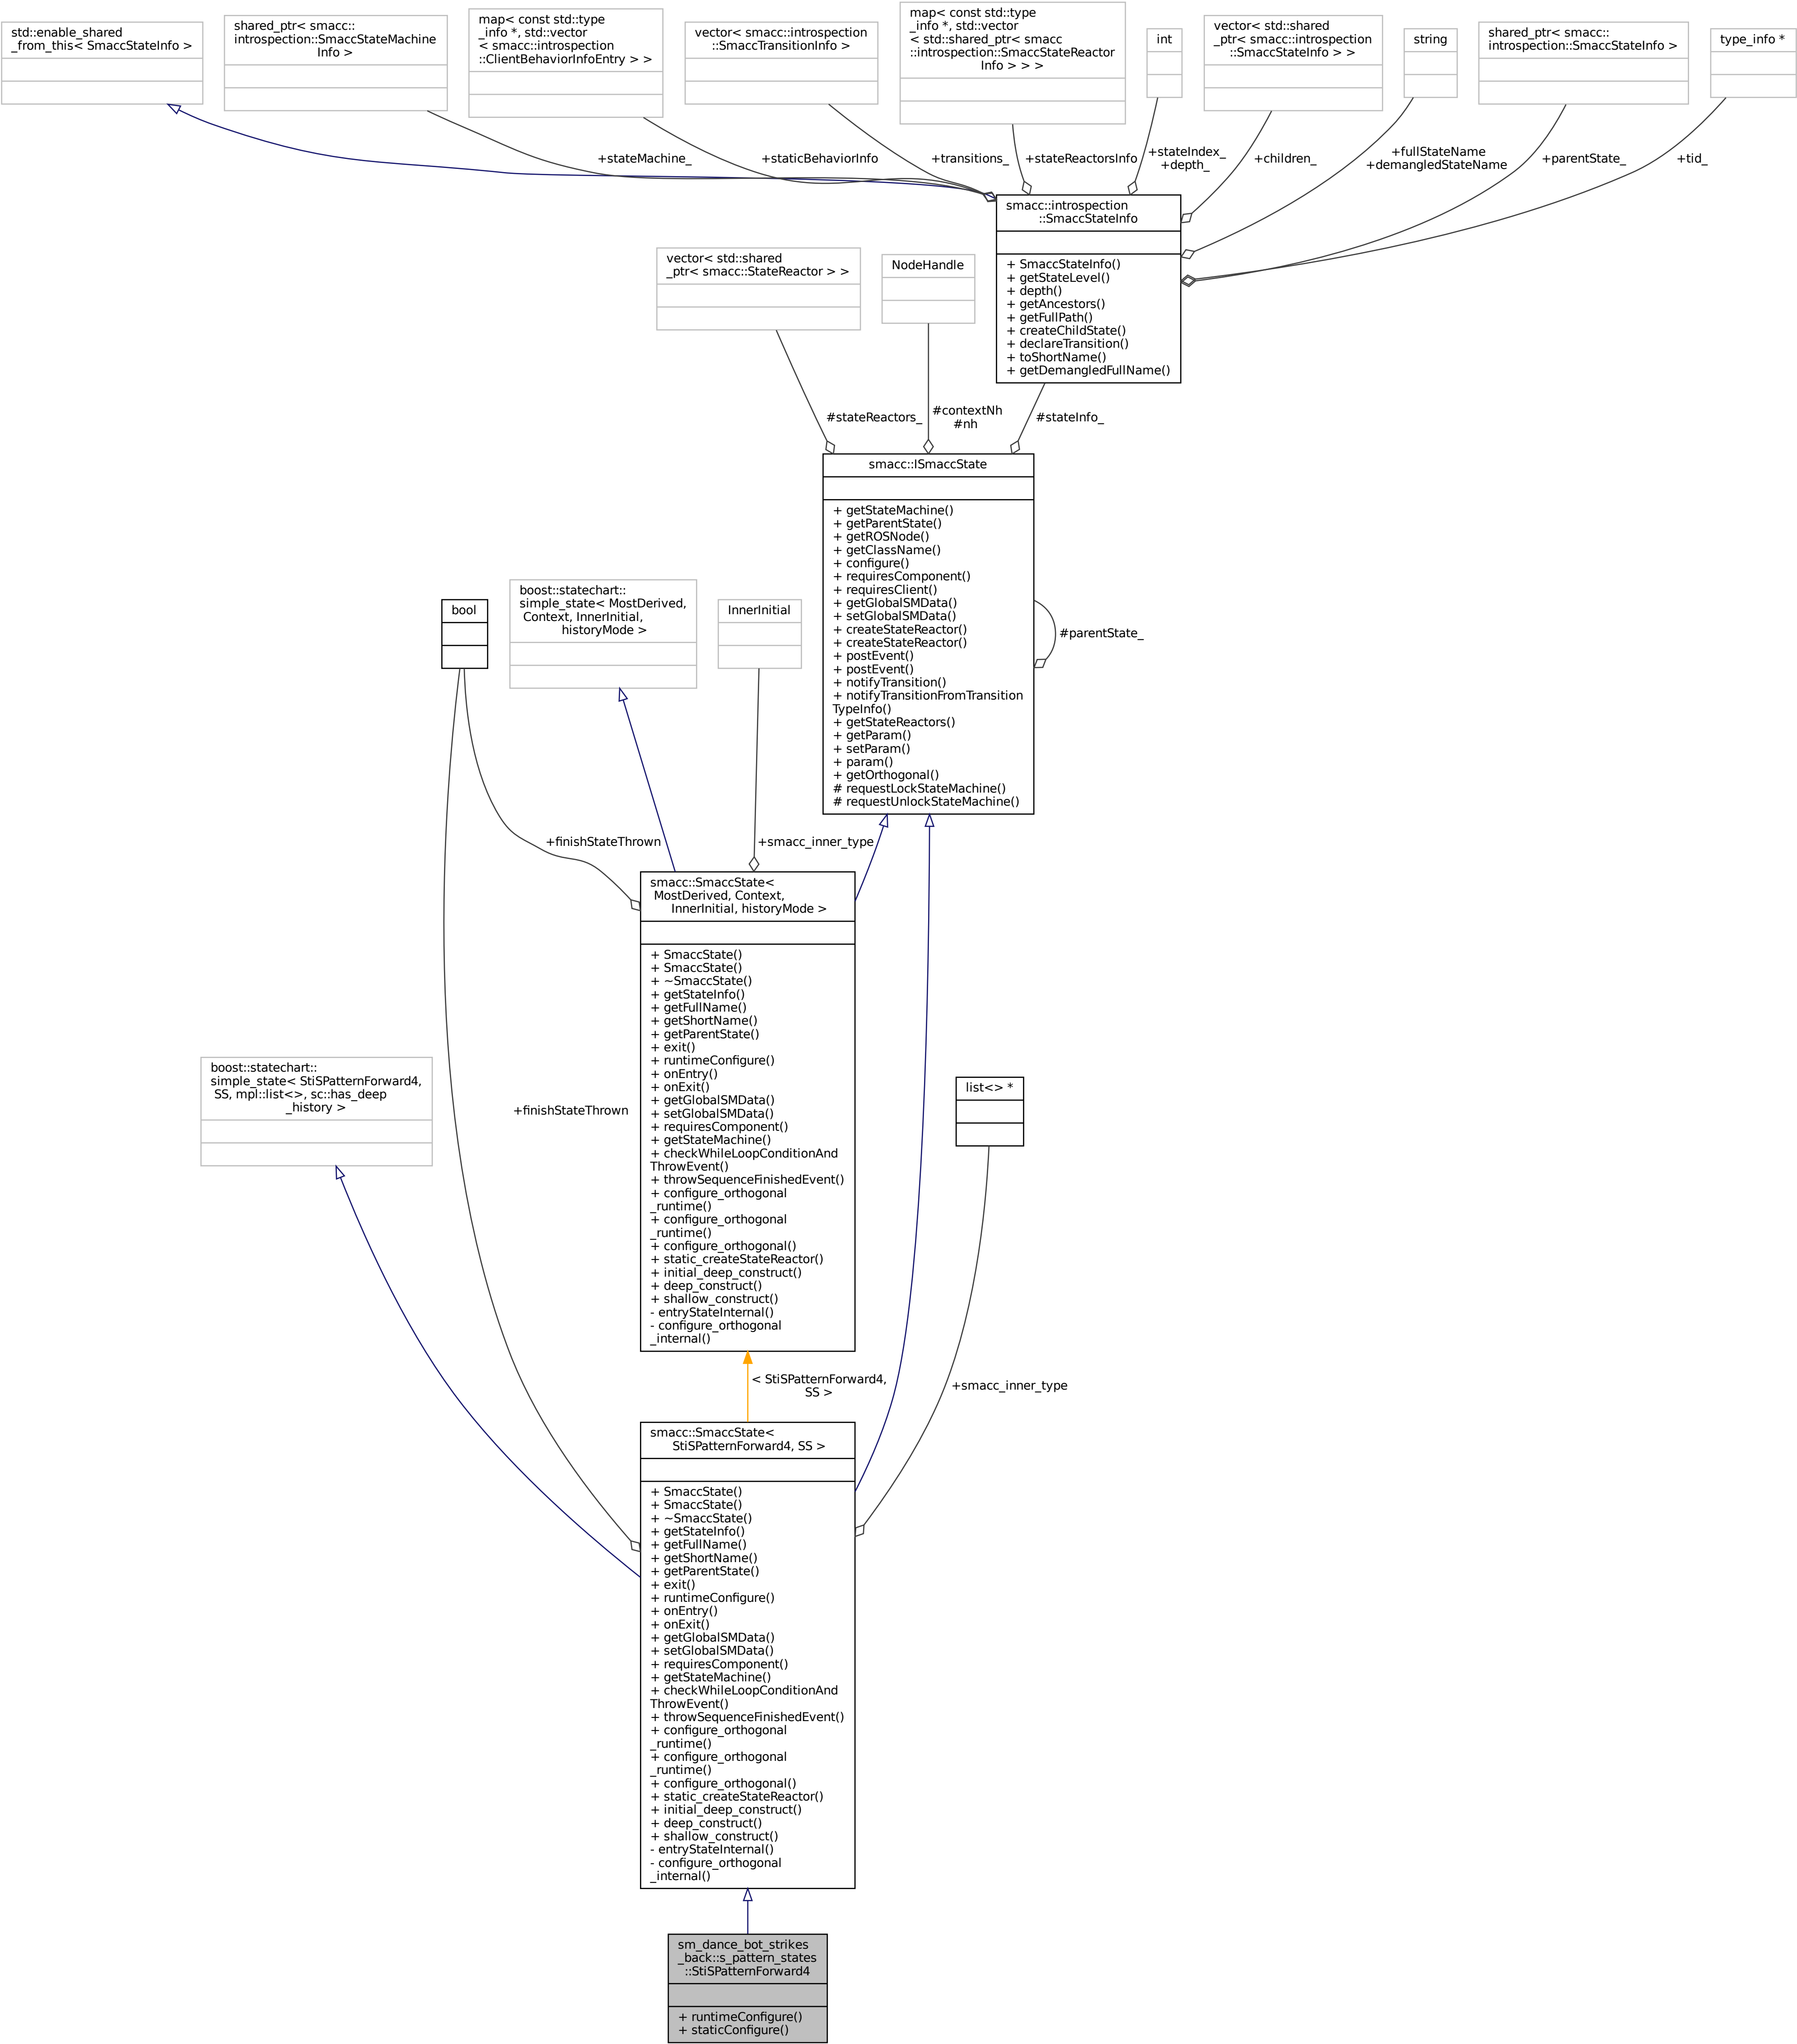 std::enable_shared
_from_this< SmaccStateInfo >
shared_ptr< smacc::
introspection::SmaccStateMachine
Info >
map< const std::type
_info *, std::vector
< smacc::introspection
::ClientBehaviorInfoEntry > >
vector< smacc::introspection
::SmaccTransitionInfo >
map< const std::type
_info *, std::vector
< std::shared_ptr< smacc
::introspection::SmaccStateReactor
Info > > >
int
vector< std::shared
_ptr< smacc::introspection
::SmaccStateInfo > >
string
shared_ptr< smacc::
introspection::SmaccStateInfo >
type_info *
+stateMachine_
+staticBehaviorInfo
+transitions_
+stateReactorsInfo
+stateIndex_
+depth_
+children_
+fullStateName
+demangledStateName
+parentState_
+tid_
smacc::introspection
::SmaccStateInfo
+ SmaccStateInfo()
+ getStateLevel()
+ depth()
+ getAncestors()
+ getFullPath()
+ createChildState()
+ declareTransition()
+ toShortName()
+ getDemangledFullName()
vector< std::shared
_ptr< smacc::StateReactor > >
NodeHandle
#stateReactors_
#contextNh
#nh
#stateInfo_
smacc::ISmaccState
+ getStateMachine()
+ getParentState()
+ getROSNode()
+ getClassName()
+ configure()
+ requiresComponent()
+ requiresClient()
+ getGlobalSMData()
+ setGlobalSMData()
+ createStateReactor()
+ createStateReactor()
+ postEvent()
+ postEvent()
+ notifyTransition()
+ notifyTransitionFromTransition
TypeInfo()
+ getStateReactors()
+ getParam()
+ setParam()
+ param()
+ getOrthogonal()
# requestLockStateMachine()
# requestUnlockStateMachine()
#parentState_
bool
boost::statechart::
simple_state< MostDerived,
Context, InnerInitial,
historyMode >
InnerInitial
+finishStateThrown
+smacc_inner_type
smacc::SmaccState<
MostDerived, Context,
InnerInitial, historyMode >
+ SmaccState()
+ SmaccState()
+ ~SmaccState()
+ getStateInfo()
+ getFullName()
+ getShortName()
+ getParentState()
+ exit()
+ runtimeConfigure()
+ onEntry()
+ onExit()
+ getGlobalSMData()
+ setGlobalSMData()
+ requiresComponent()
+ getStateMachine()
+ checkWhileLoopConditionAnd
ThrowEvent()
+ throwSequenceFinishedEvent()
+ configure_orthogonal
_runtime()
+ configure_orthogonal
_runtime()
+ configure_orthogonal()
+ static_createStateReactor()
+ initial_deep_construct()
+ deep_construct()
+ shallow_construct()
- entryStateInternal()
- configure_orthogonal
_internal()
boost::statechart::
simple_state< StiSPatternForward4,
SS, mpl::list<>, sc::has_deep
_history >
+finishStateThrown
list<> *
< StiSPatternForward4,
SS >
+smacc_inner_type
smacc::SmaccState<
StiSPatternForward4, SS >
+ SmaccState()
+ SmaccState()
+ ~SmaccState()
+ getStateInfo()
+ getFullName()
+ getShortName()
+ getParentState()
+ exit()
+ runtimeConfigure()
+ onEntry()
+ onExit()
+ getGlobalSMData()
+ setGlobalSMData()
+ requiresComponent()
+ getStateMachine()
+ checkWhileLoopConditionAnd
ThrowEvent()
+ throwSequenceFinishedEvent()
+ configure_orthogonal
_runtime()
+ configure_orthogonal
_runtime()
+ configure_orthogonal()
+ static_createStateReactor()
+ initial_deep_construct()
+ deep_construct()
+ shallow_construct()
- entryStateInternal()
- configure_orthogonal
_internal()
sm_dance_bot_strikes
_back::s_pattern_states
::StiSPatternForward4
+ runtimeConfigure()
+ staticConfigure()